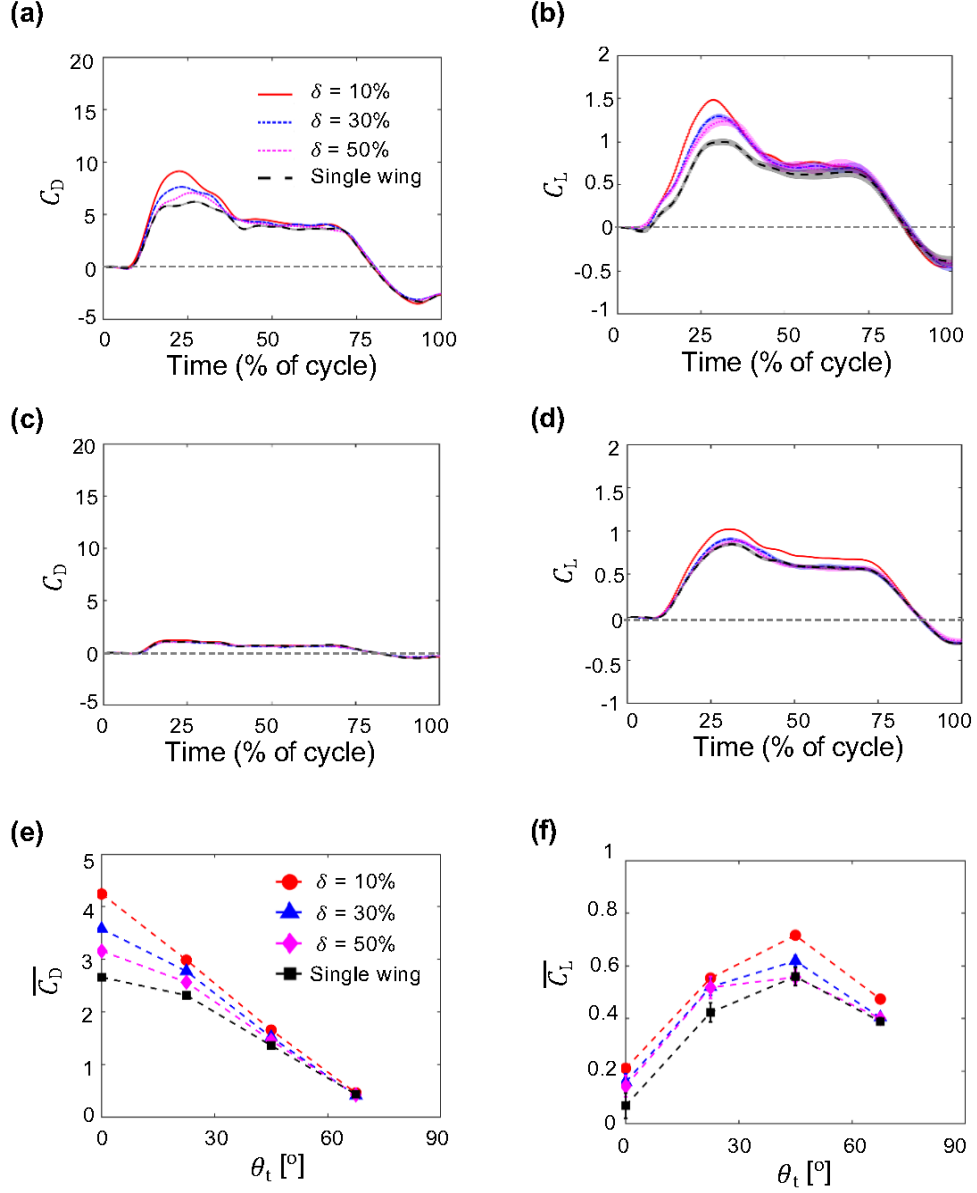 (a)
20
15
10
5
0
-5
C_D
δ = 10%
δ = 30%
δ = 50%
Single wing
0 25 50 75 100
Time (% of cycle)
(b)
2
1.5
1
0.5
0
-0.5
-1
C_L
0 25 50 75 100
Time (% of cycle)
(c)
20
15
10
5
0
-5
C_D
0 25 50 75 100
Time (% of cycle)
(d)
2
1.5
1
0.5
0
-0.5
-1
C_L
0 25 50 75 100
Time (% of cycle)
(e)
5
4
3
2
1
0
C̅_D
δ = 10%
δ = 30%
δ = 50%
Single wing
0 30 60 90
θ_t [°]
(f)
1
0.8
0.6
0.4
0.2
0
C̅_L
0 30 60 90
θ_t [°]